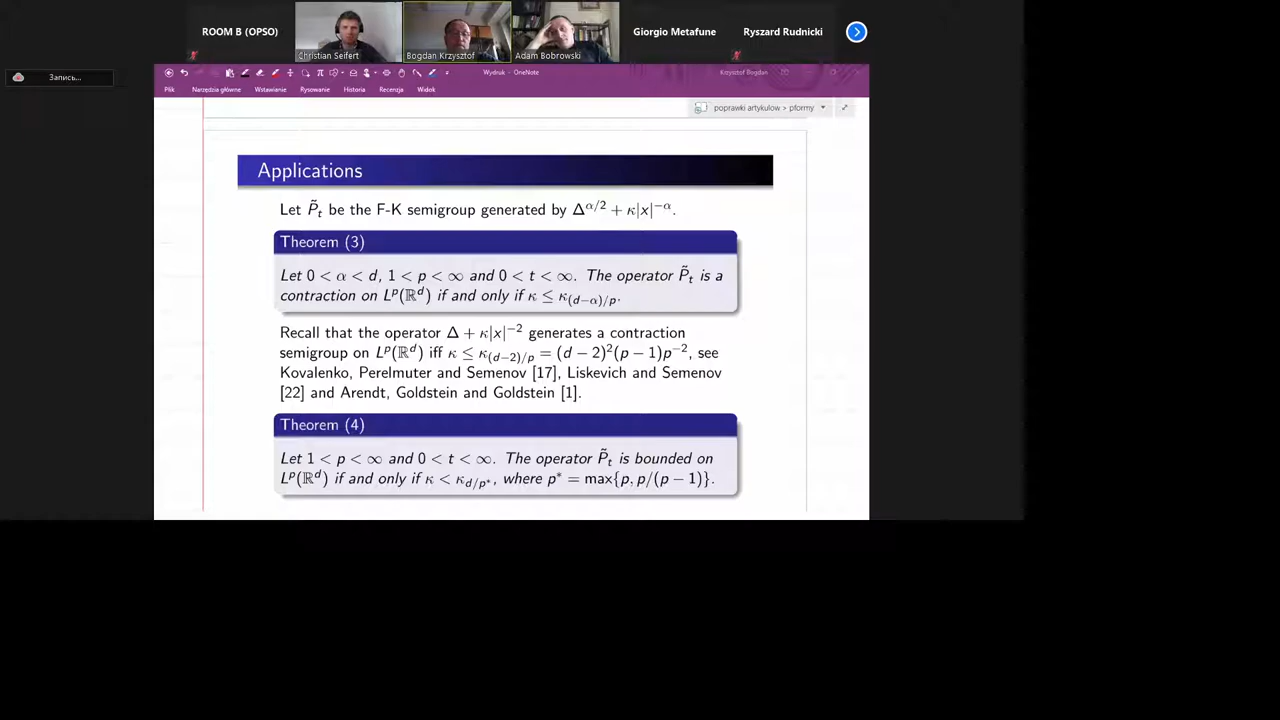 ROOM B (OPSO)
Christian Seifert
Bogdan Krzysztof
Adam Bobrowski
Giorgio Metafune
Ryszard Rudnicki
Запись...
Wydruk - OneNote
Krzysztof Bogdan
Plik Narzędzia główne Wstawianie Rysowanie Historia Recenzja Widok
poprawki artykulow > pformy
Applications
Let P̃ₜ be the F-K semigroup generated by Δ^{α/2} + κ|x|^{−α}.
Theorem (3)
Let 0 < α < d, 1 < p < ∞ and 0 < t < ∞. The operator P̃ₜ is a
contraction on L^p(ℝ^d) if and only if κ ≤ κ_{(d−α)/p}.
Recall that the operator Δ + κ|x|^{−2} generates a contraction
semigroup on L^p(ℝ^d) iff κ ≤ κ_{(d−2)/p} = (d − 2)²(p − 1)p^{−2}, see
Kovalenko, Perelmuter and Semenov [17], Liskevich and Semenov
[22] and Arendt, Goldstein and Goldstein [1].
Theorem (4)
Let 1 < p < ∞ and 0 < t < ∞. The operator P̃ₜ is bounded on
L^p(ℝ^d) if and only if κ < κ_{d/p*}, where p* = max{p, p/(p − 1)}.